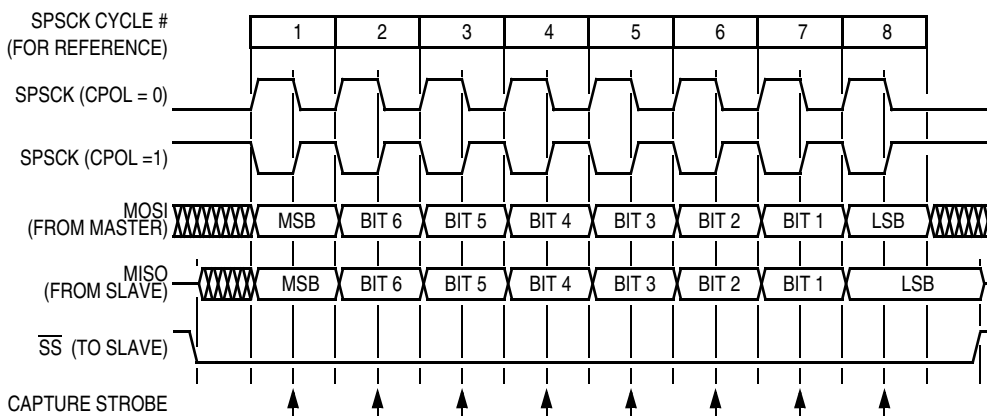 SPSCK CYCLE #
(FOR REFERENCE)
1 2 3 4 5 6 7 8
SPSCK (CPOL = 0)
SPSCK (CPOL =1)
MOSI
(FROM MASTER)
MSB BIT 6 BIT 5 BIT 4 BIT 3 BIT 2 BIT 1 LSB
MISO
(FROM SLAVE)
MSB BIT 6 BIT 5 BIT 4 BIT 3 BIT 2 BIT 1 LSB
SS (TO SLAVE)
CAPTURE STROBE